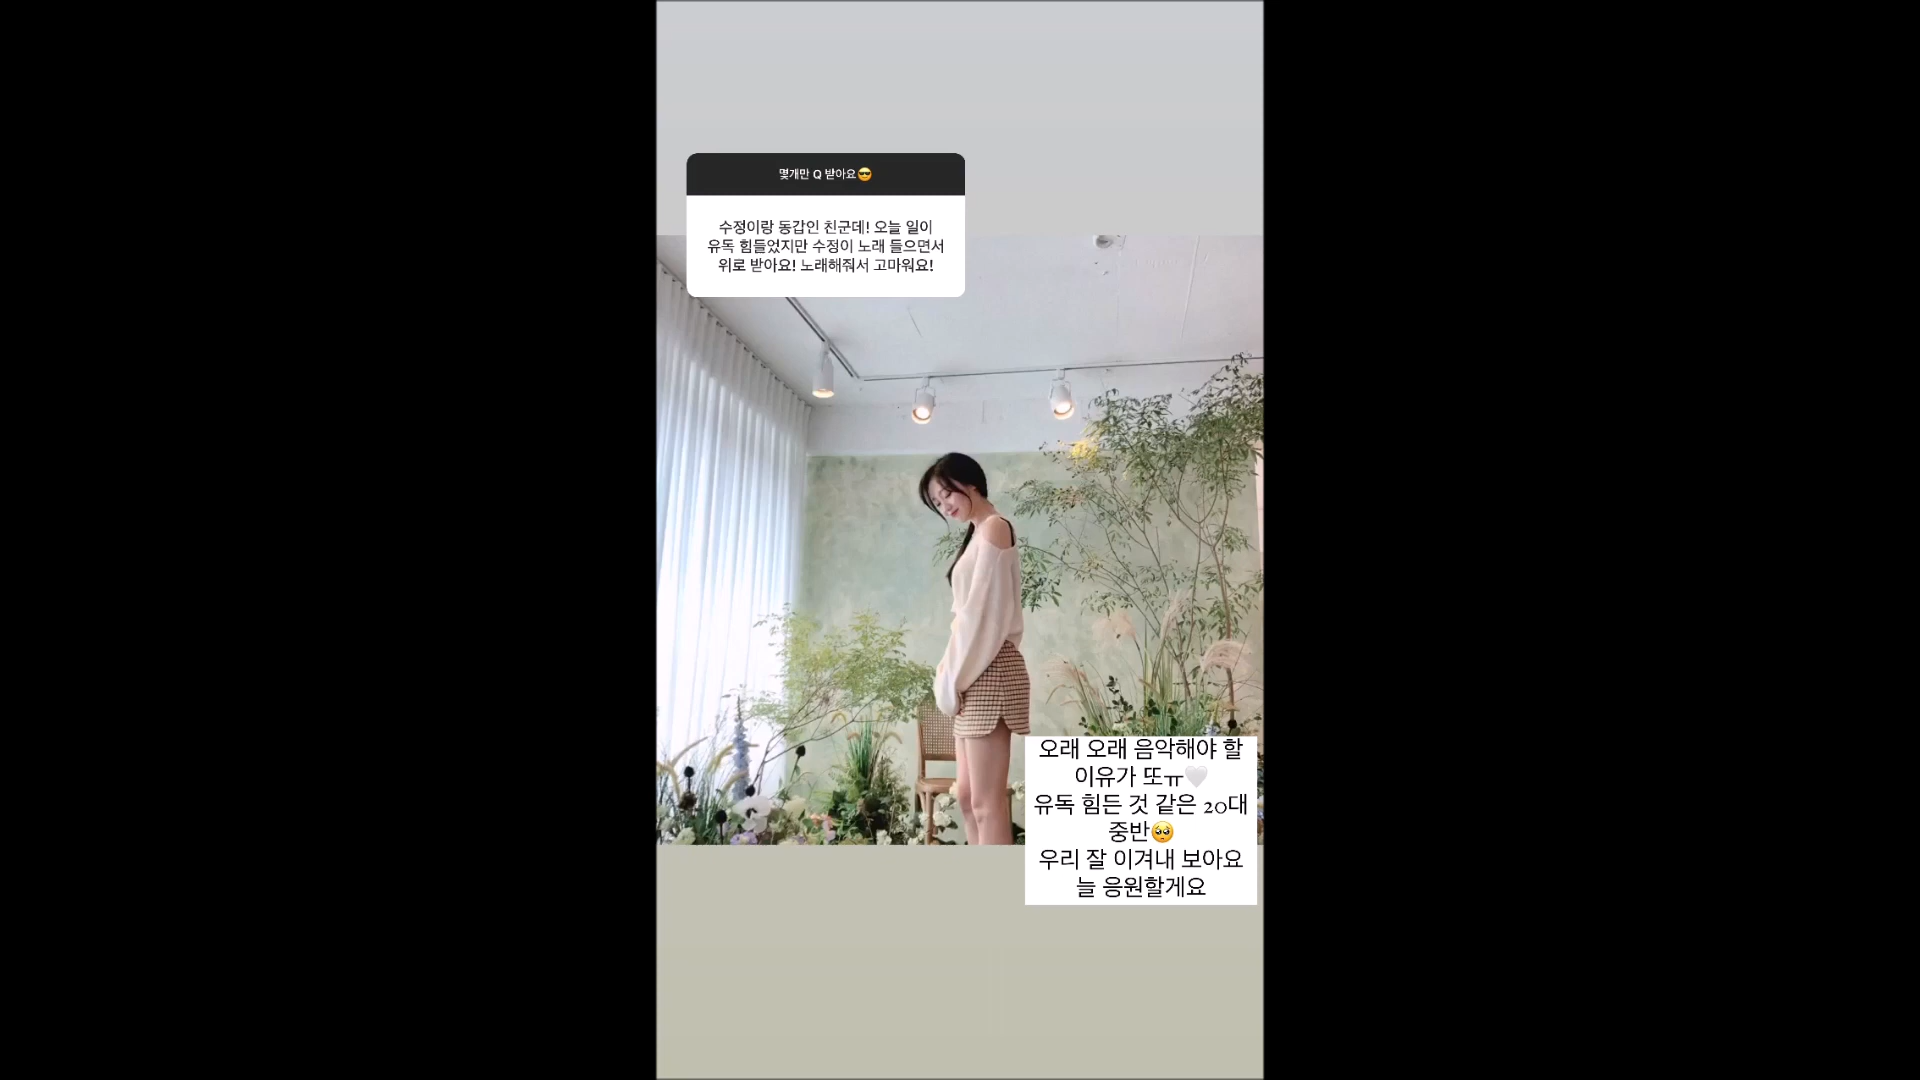 몇개만 Q 받아요😎
수정이랑 동갑인 친군데! 오늘 일이
유독 힘들었지만 수정이 노래 들으면서
위로 받아요! 노래해줘서 고마워요!
오래 오래 음악해야 할
이유가 또ㅠ🤍
유독 힘든 것 같은 20대
중반🥺
우리 잘 이겨내 보아요
늘 응원할게요